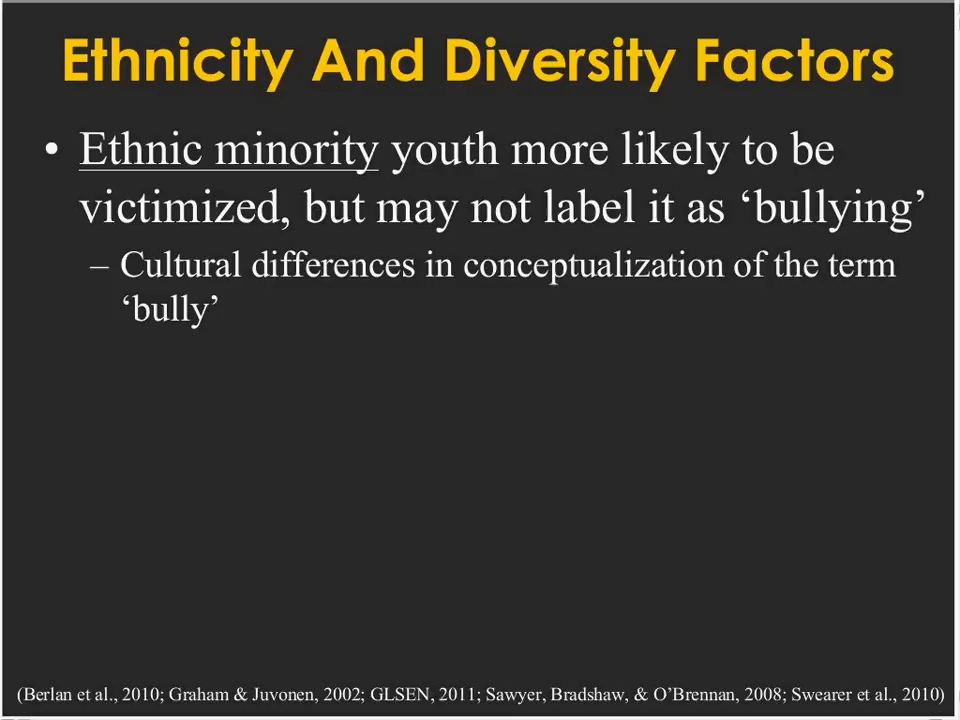 Ethnicity And Diversity Factors
• Ethnic minority youth more likely to be
victimized, but may not label it as ‘bullying’
– Cultural differences in conceptualization of the term
‘bully’
(Berlan et al., 2010; Graham & Juvonen, 2002; GLSEN, 2011; Sawyer, Bradshaw, & O’Brennan, 2008; Swearer et al., 2010)